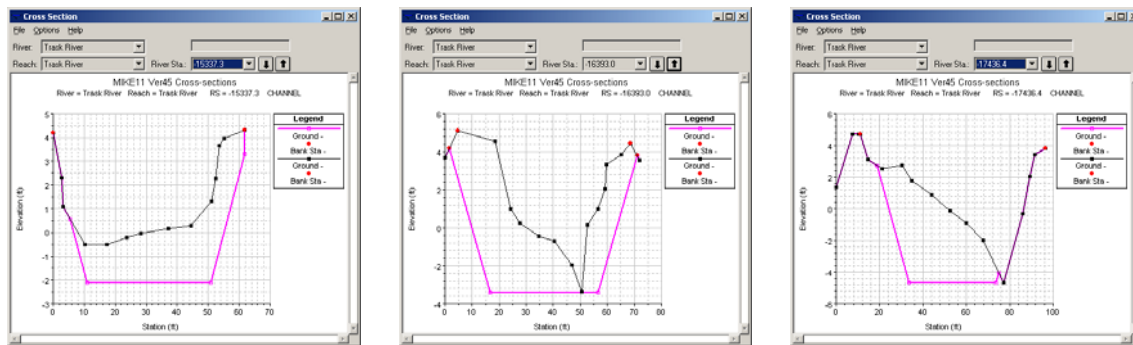 Cross Section
File Options Help
River: Trask River
Reach: Trask River River Sta.: -15337.3
MIKE11 Ver45 Cross-sections
River = Trask River Reach = Trask River RS = -15337.3 CHANNEL
Legend
Ground -
Bank Sta -
Ground -
Bank Sta -
Elevation (ft)
5
4
3
2
1
0
-1
-2
-3
0 10 20 30 40 50 60 70
Station (ft)
Cross Section
File Options Help
River: Trask River
Reach: Trask River River Sta.: -16393.0
MIKE11 Ver45 Cross-sections
River = Trask River Reach = Trask River RS = -16393.0 CHANNEL
Legend
Ground -
Bank Sta -
Ground -
Bank Sta -
Elevation (ft)
6
4
2
0
-2
-4
0 10 20 30 40 50 60 70 80
Station (ft)
Cross Section
File Options Help
River: Trask River
Reach: Trask River River Sta.: -17436.4
MIKE11 Ver45 Cross-sections
River = Trask River Reach = Trask River RS = -17436.4 CHANNEL
Legend
Ground -
Bank Sta -
Ground -
Bank Sta -
Elevation (ft)
6
4
2
0
-2
-4
-6
0 20 40 60 80 100
Station (ft)